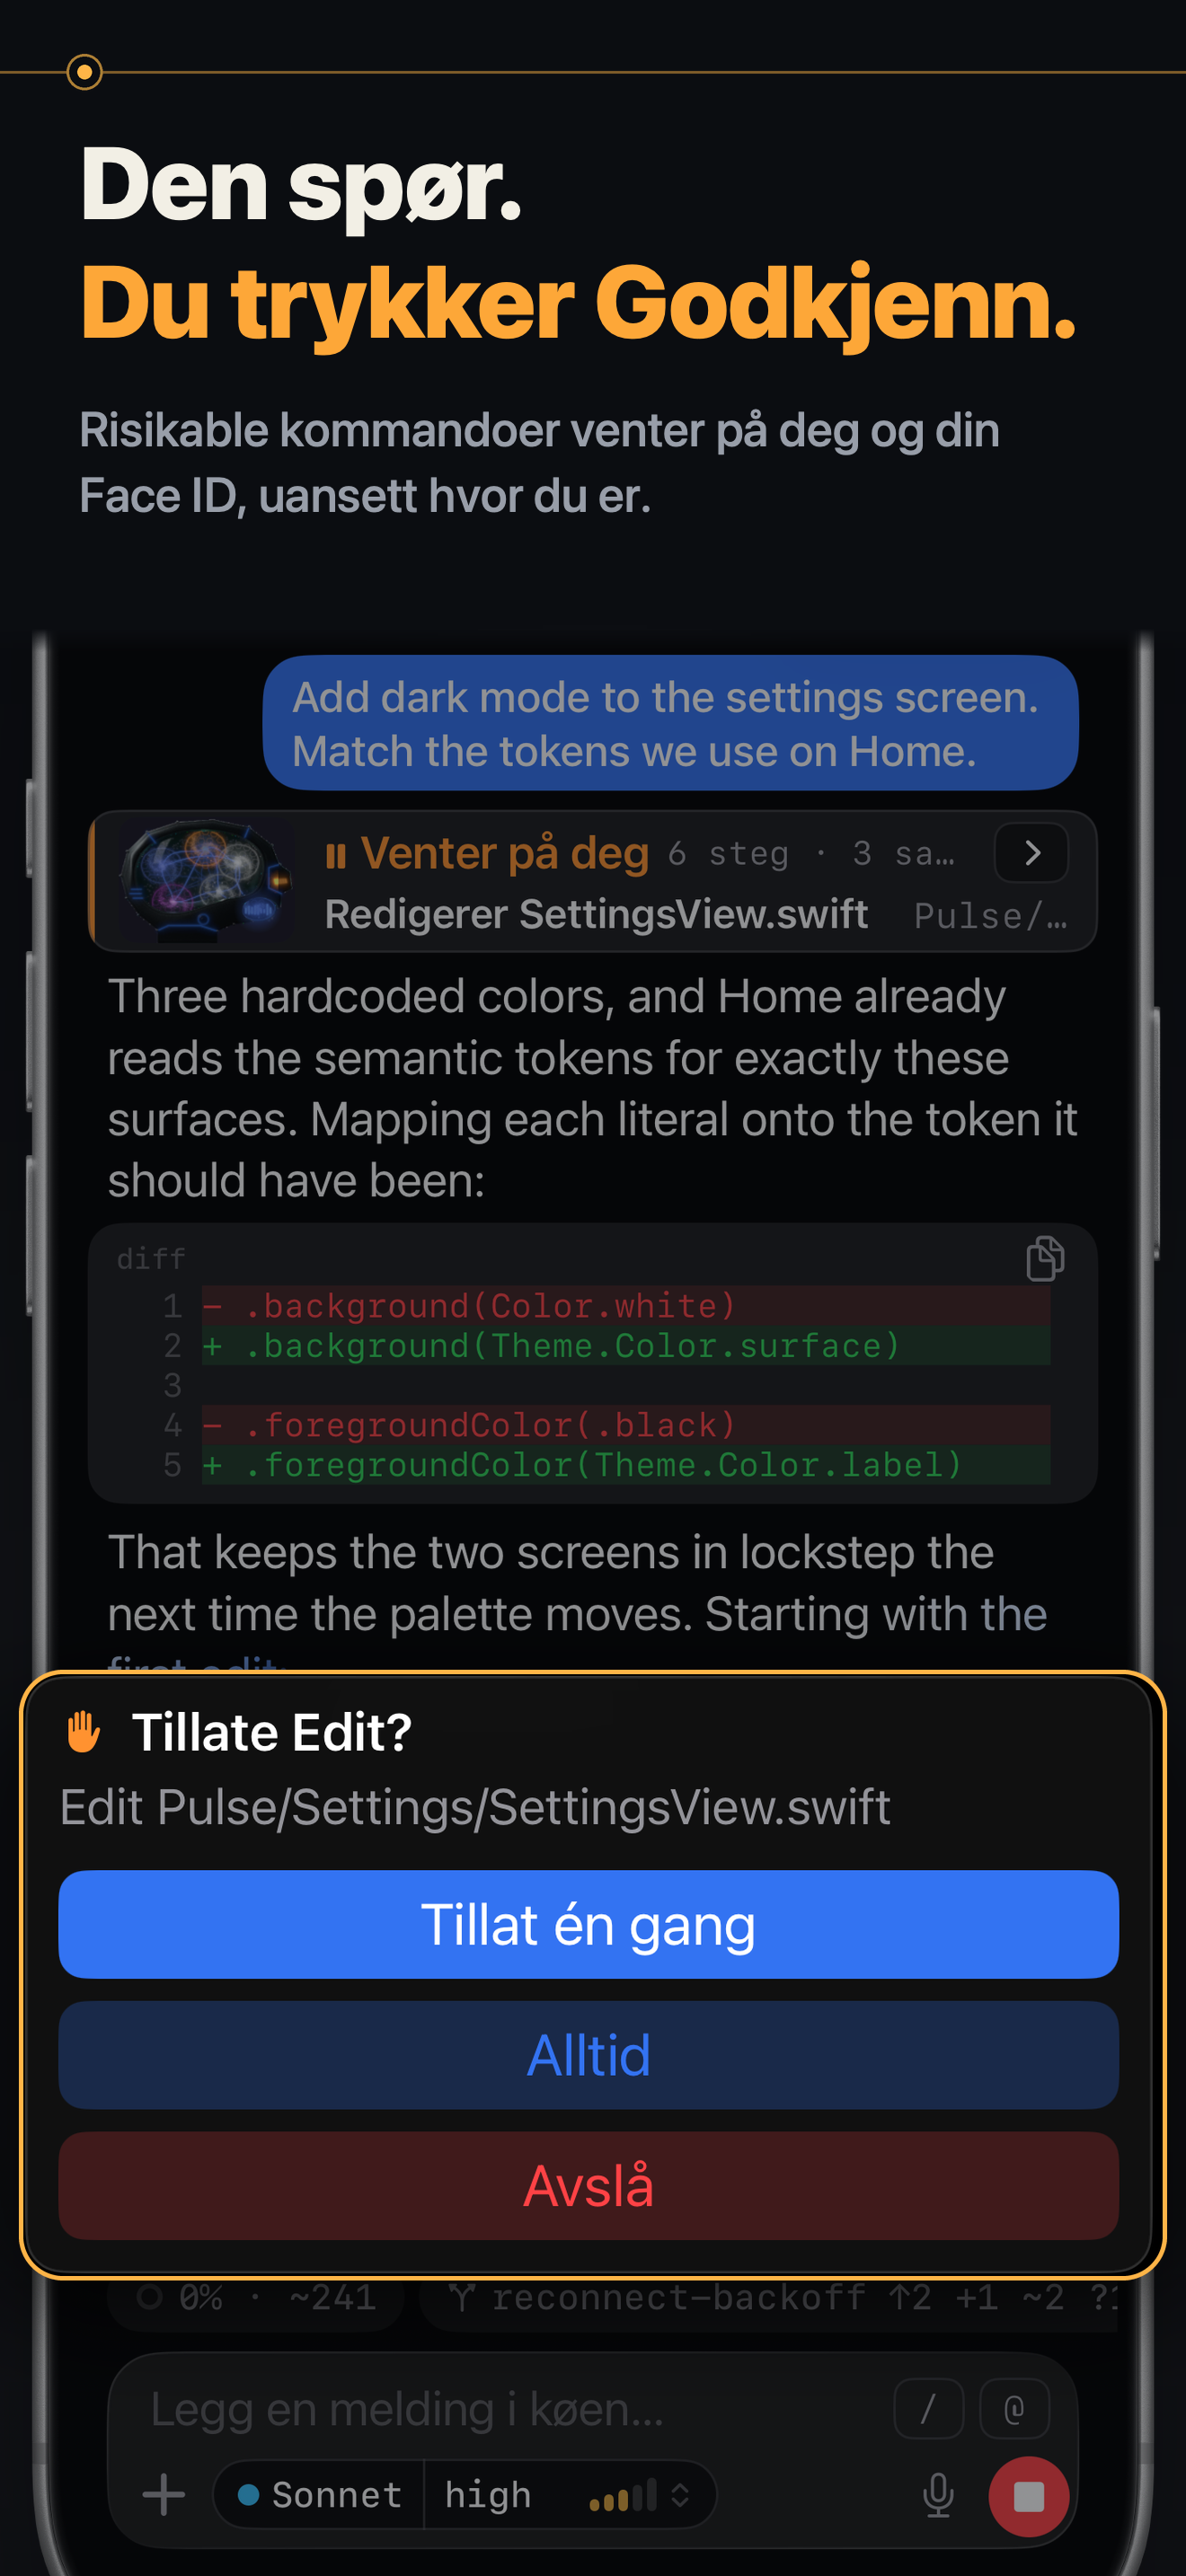 Den spør.
Du trykker Godkjenn.
Risikable kommandoer venter på deg og din
Face ID, uansett hvor du er.
Add dark mode to the settings screen.
Match the tokens we use on Home.
Venter på deg 6 steg · 3 sa…
Redigerer SettingsView.swift Pulse/…
Three hardcoded colors, and Home already
reads the semantic tokens for exactly these
surfaces. Mapping each literal onto the token it
should have been:
diff
1 - .background(Color.white)
2 + .background(Theme.Color.surface)
3
4 - .foregroundColor(.black)
5 + .foregroundColor(Theme.Color.label)
That keeps the two screens in lockstep the
next time the palette moves. Starting with the
first edit:
Tillate Edit?
Edit Pulse/Settings/SettingsView.swift
Tillat én gang
Alltid
Avslå
0% · ~241 reconnect-backoff ↑2 +1 ~2
Legg en melding i køen... / @
Sonnet high